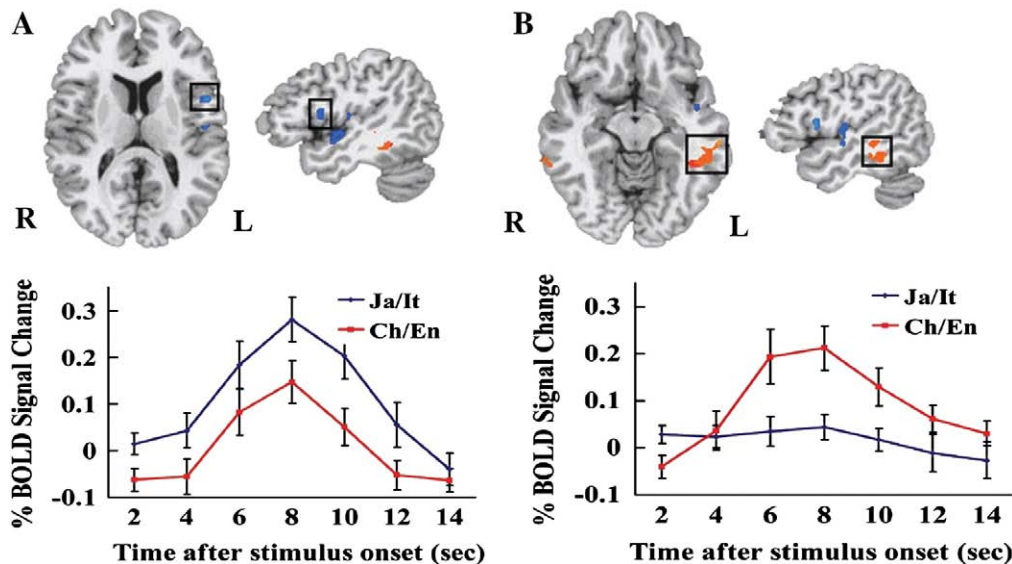 A
R
L
% BOLD Signal Change
0.3
0.2
0.1
0
-0.1
Ja/It
Ch/En
2 4 6 8 10 12 14
Time after stimulus onset (sec)
B
R
L
% BOLD Signal Change
0.3
0.2
0.1
0
-0.1
Ja/It
Ch/En
2 4 6 8 10 12 14
Time after stimulus onset (sec)